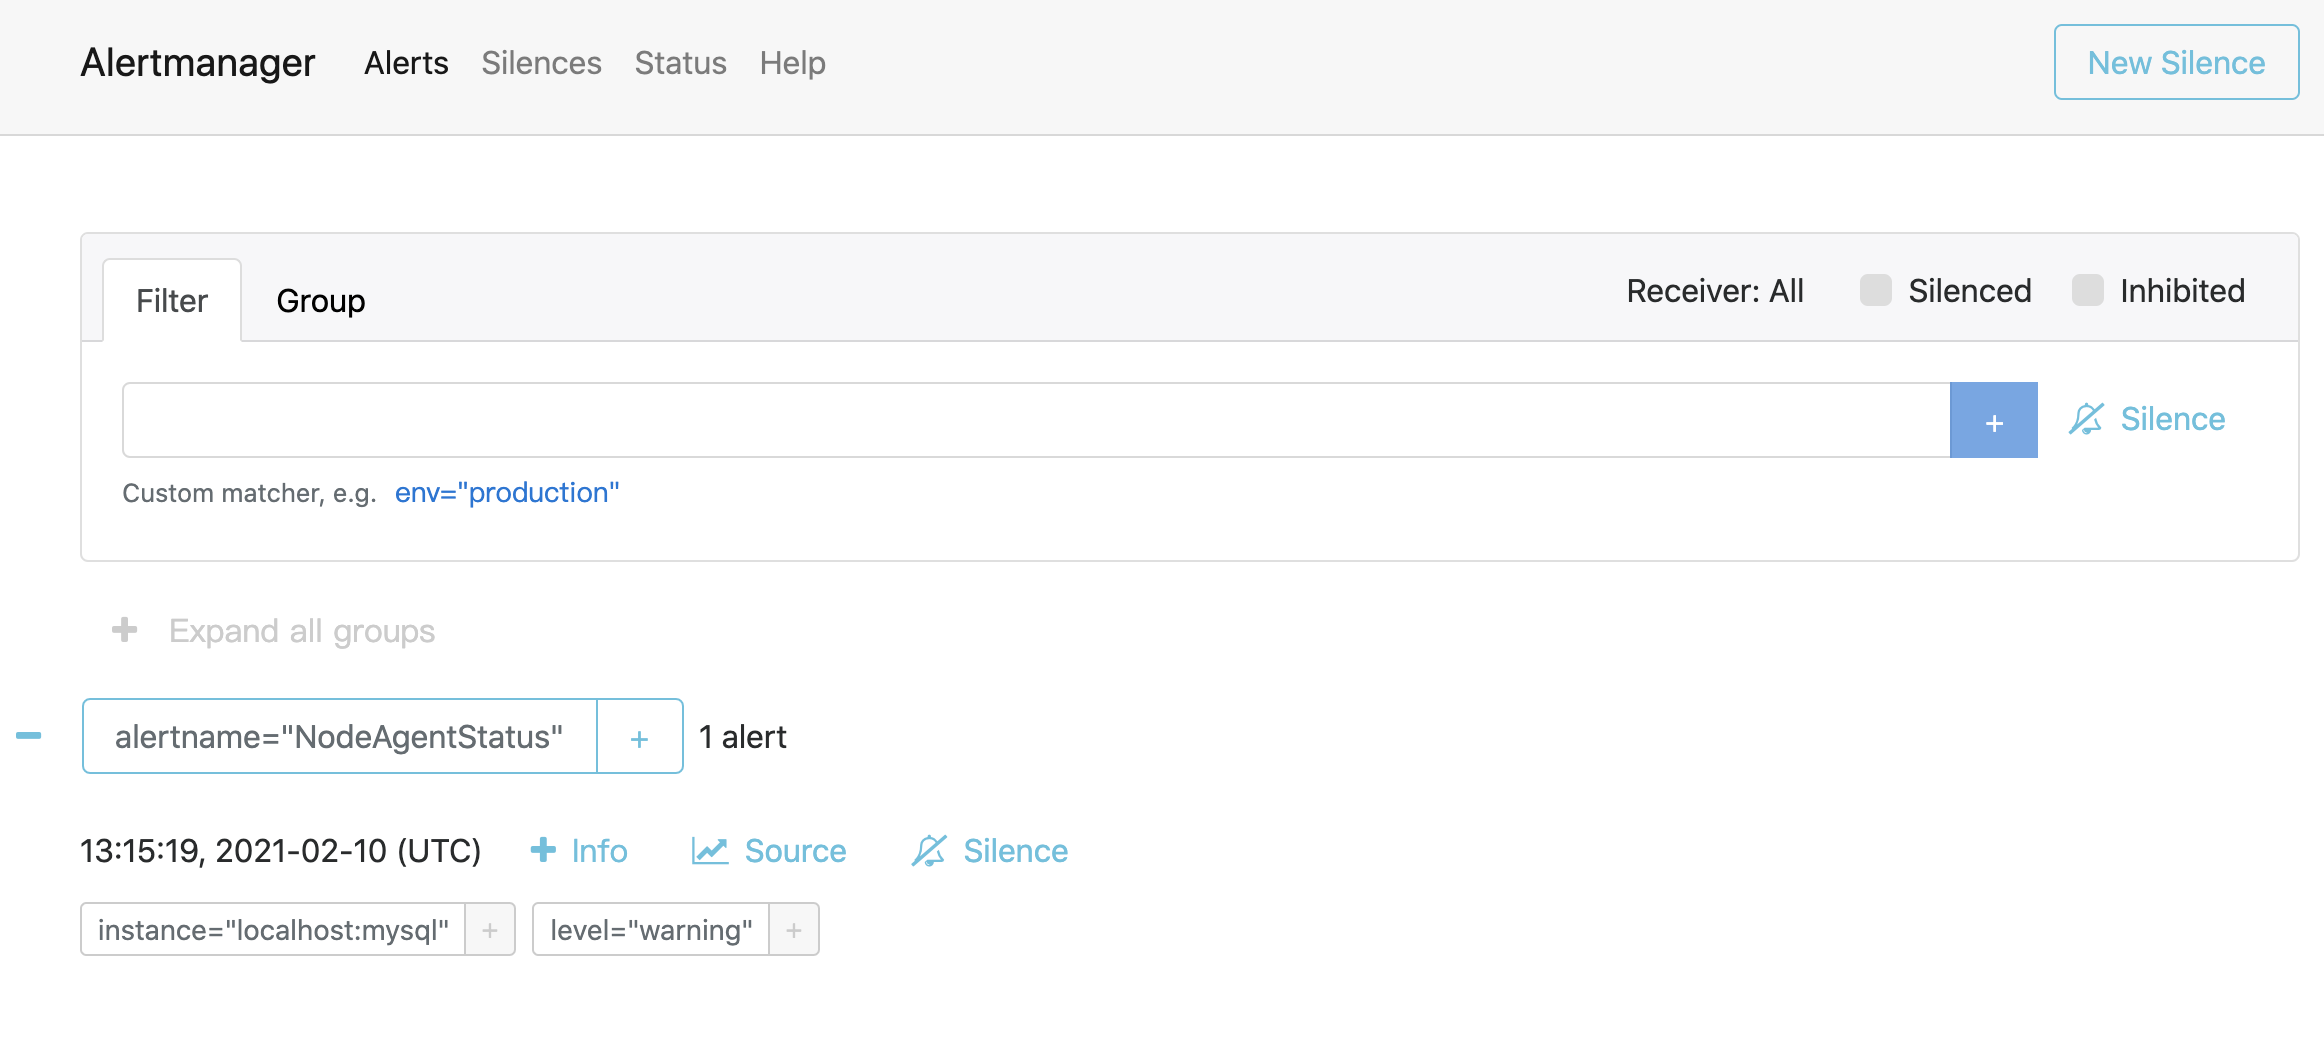 Alertmanager Alerts Silences Status Help New Silence
Filter Group Receiver: All Silenced Inhibited
+ Silence
Custom matcher, e.g. env="production"
+ Expand all groups
alertname="NodeAgentStatus" + 1 alert
13:15:19, 2021-02-10 (UTC) + Info Source Silence
instance="localhost:mysql" + level="warning" +